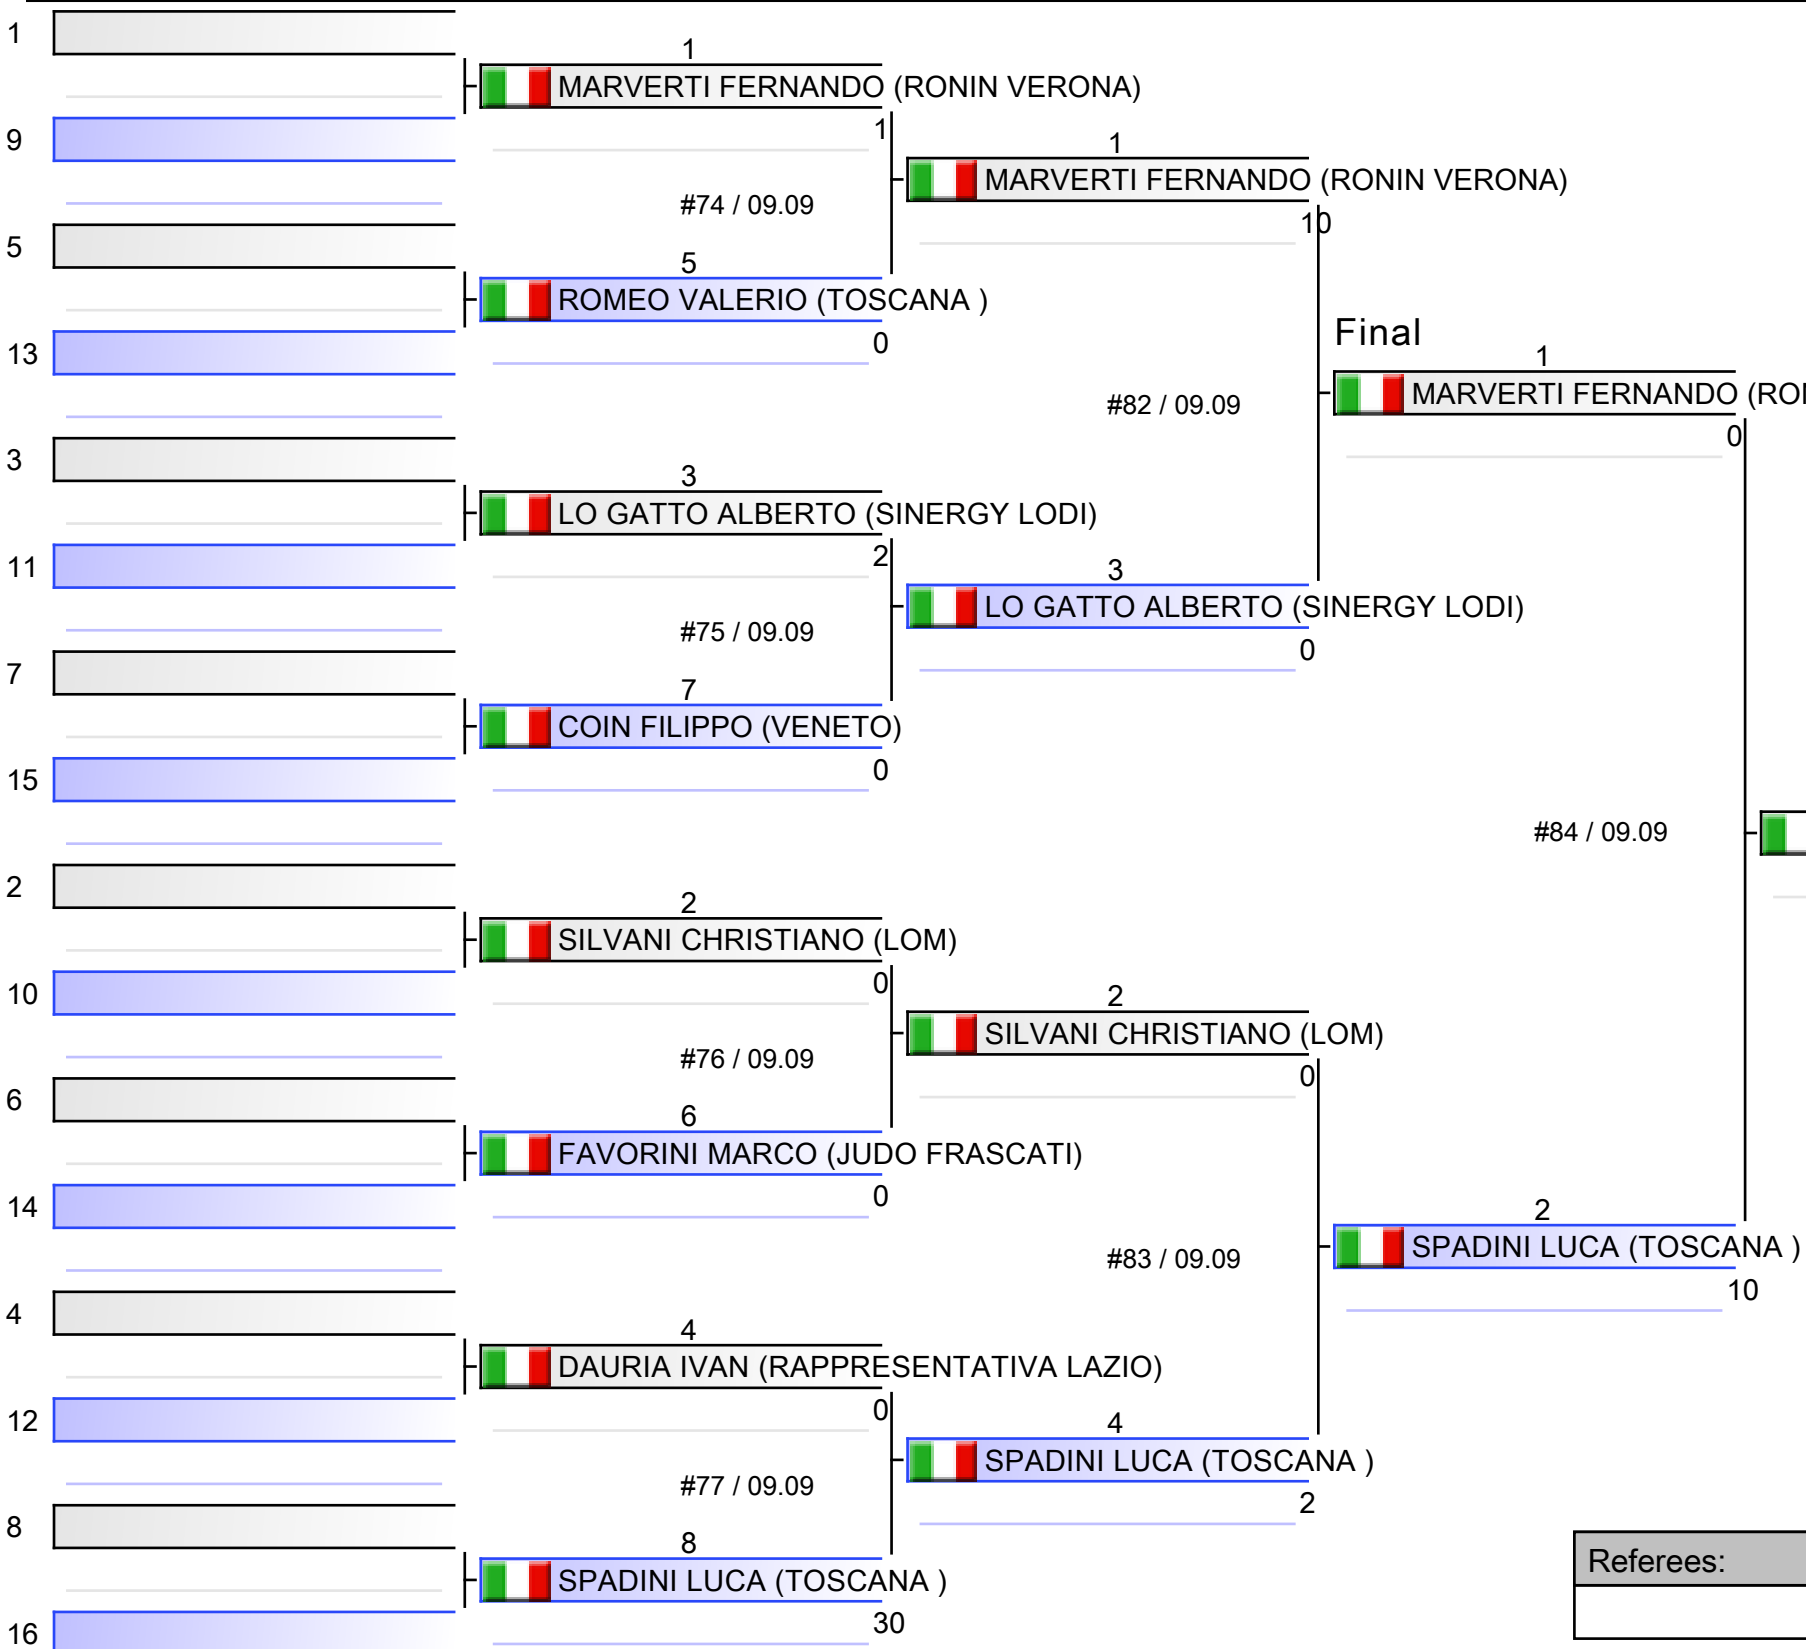 1
9
5
13
3
11
7
15
2
10
6
14
4
12
8
16
1
MARVERTI FERNANDO (RONIN VERONA)
1
#74 / 09.09
5
ROMEO VALERIO (TOSCANA )
0
3
LO GATTO ALBERTO (SINERGY LODI)
2
#75 / 09.09
7
COIN FILIPPO (VENETO)
0
2
SILVANI CHRISTIANO (LOM)
0
#76 / 09.09
6
FAVORINI MARCO (JUDO FRASCATI)
0
4
DAURIA IVAN (RAPPRESENTATIVA LAZIO)
0
#77 / 09.09
8
SPADINI LUCA (TOSCANA )
30
1
MARVERTI FERNANDO (RONIN VERONA)
10
#82 / 09.09
3
LO GATTO ALBERTO (SINERGY LODI)
0
2
SILVANI CHRISTIANO (LOM)
0
#83 / 09.09
4
SPADINI LUCA (TOSCANA )
2
Final
1
MARVERTI FERNANDO
0
#84 / 09.09
2
SPADINI LUCA (TOSCANA )
10
Referees: